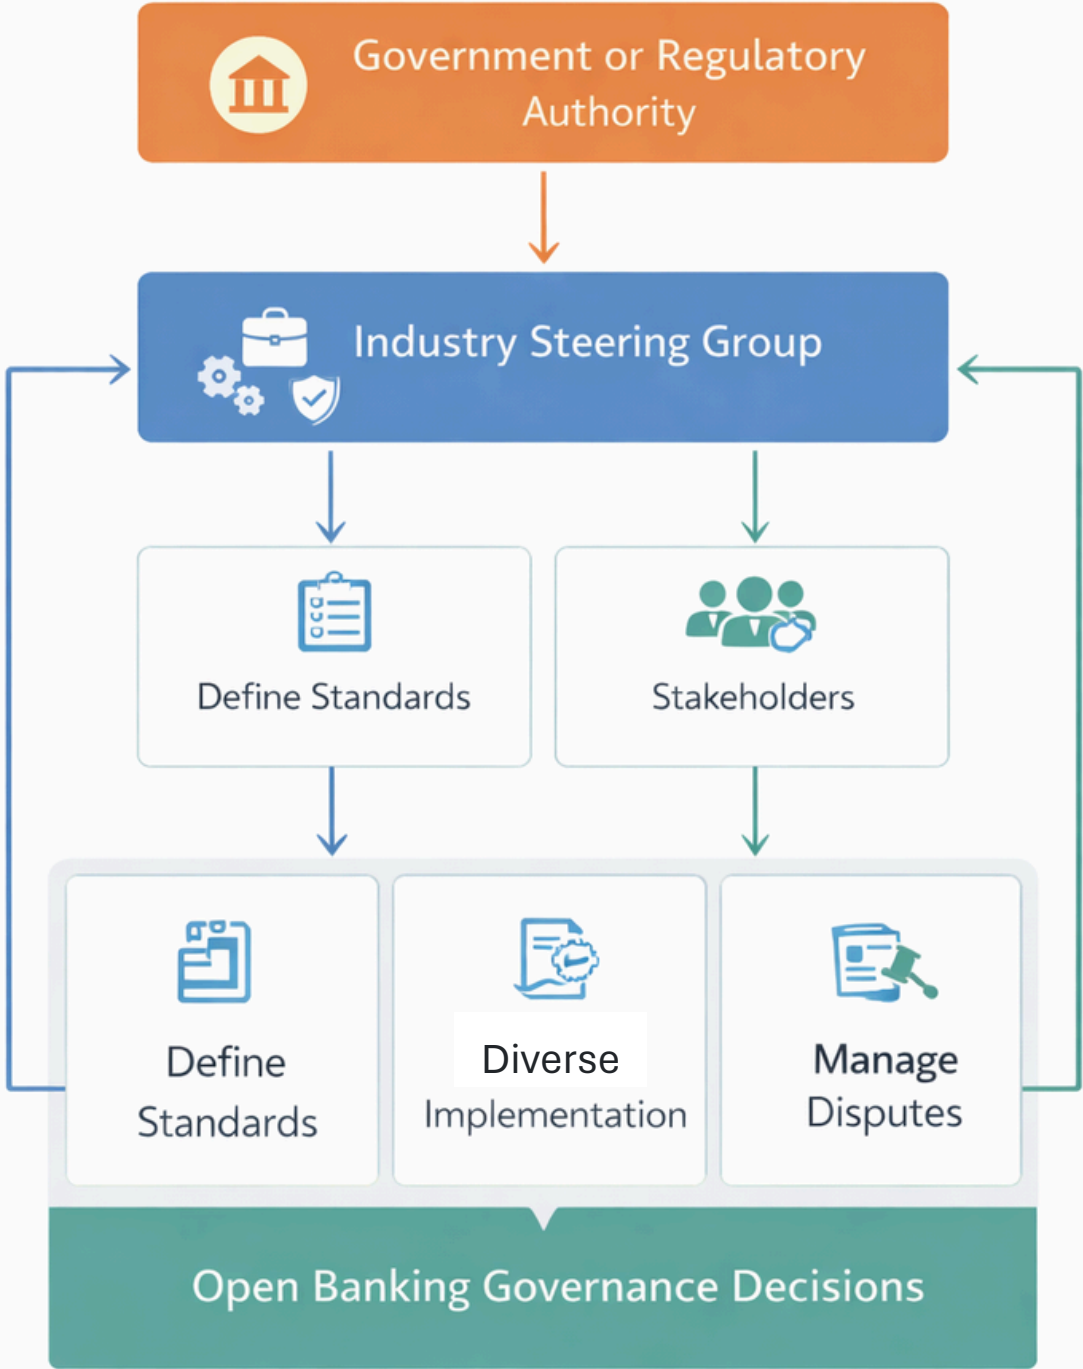 Government or Regulatory
Authority
Industry Steering Group
Define Standards
Stakeholders
Define
Standards
Diverse
Implementation
Manage
Disputes
Open Banking Governance Decisions